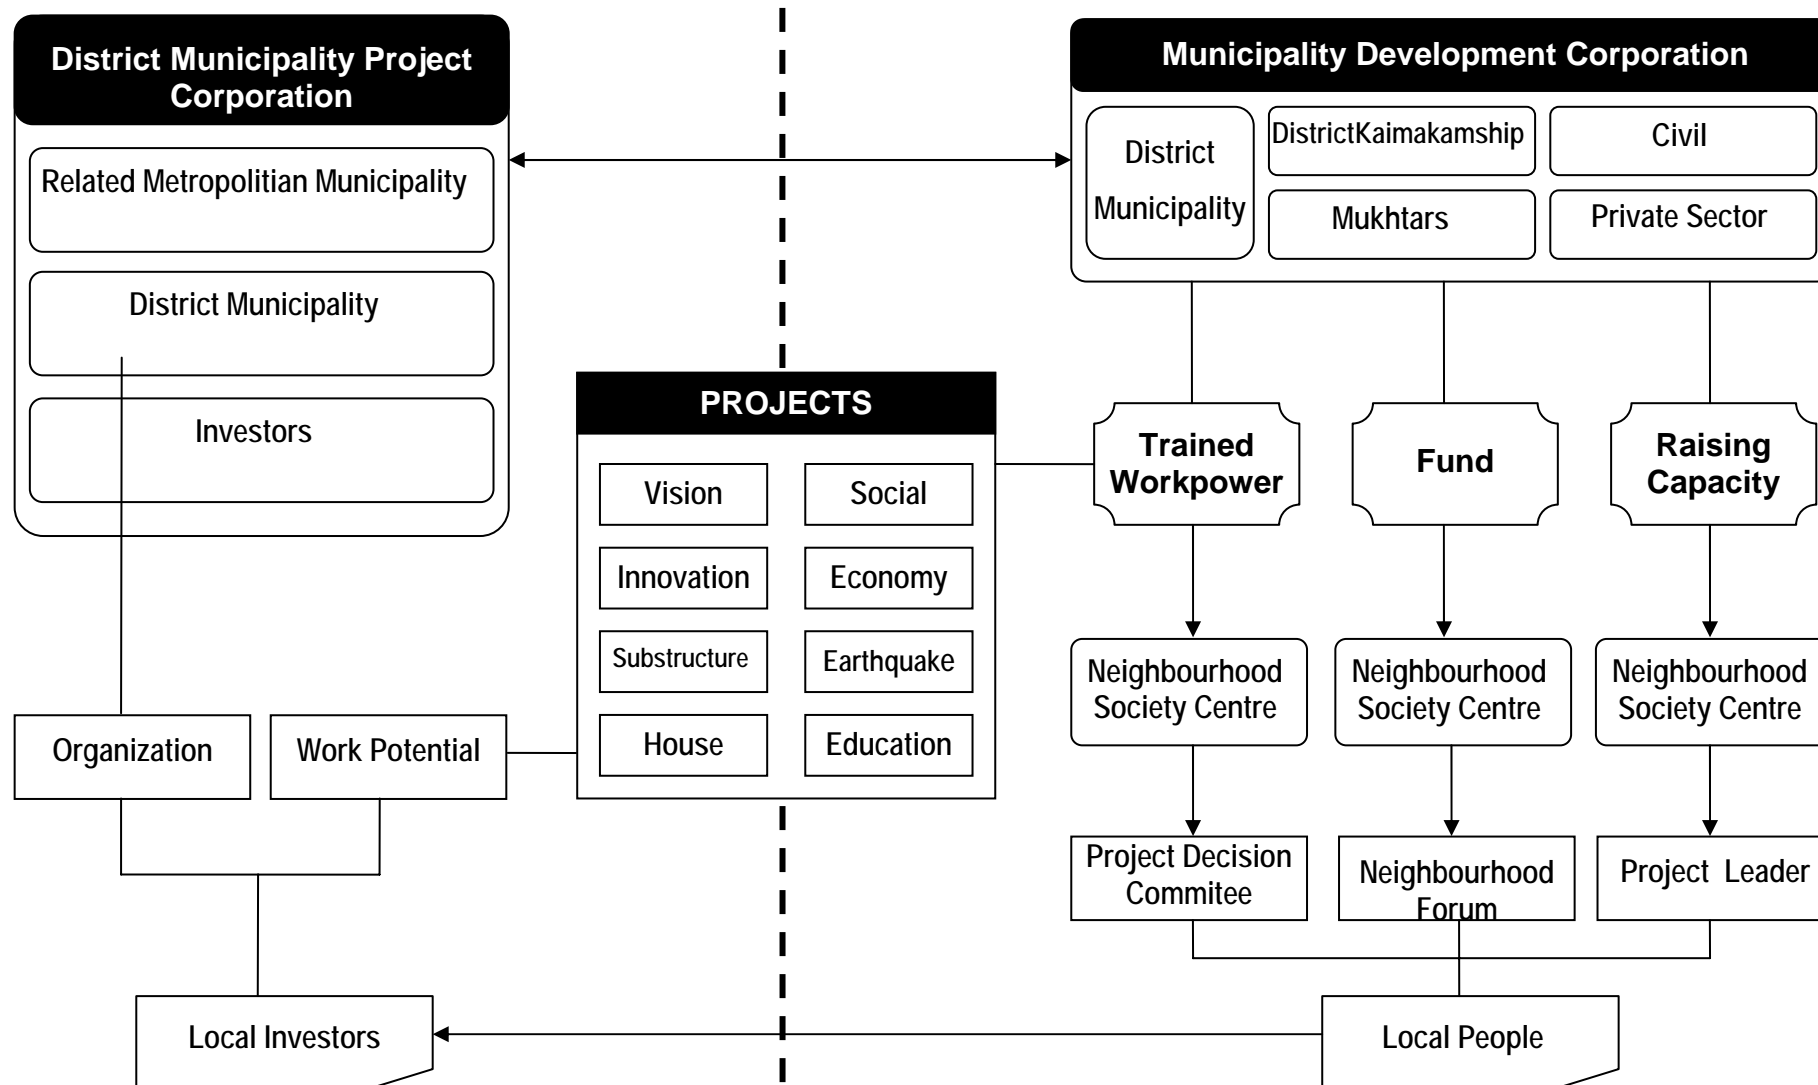 District Municipality Project
Corporation
Related Metropolitian Municipality
District Municipality
Investors
Municipality Development Corporation
District
Municipality
DistrictKaimakamship
Civil
Mukhtars
Private Sector
PROJECTS
Vision
Social
Innovation
Economy
Substructure
Earthquake
House
Education
Trained
Workpower
Fund
Raising
Capacity
Neighbourhood
Society Centre
Neighbourhood
Society Centre
Neighbourhood
Society Centre
Organization
Work Potential
Project Decision
Commitee
Neighbourhood
Forum
Project Leader
Local Investors
Local People